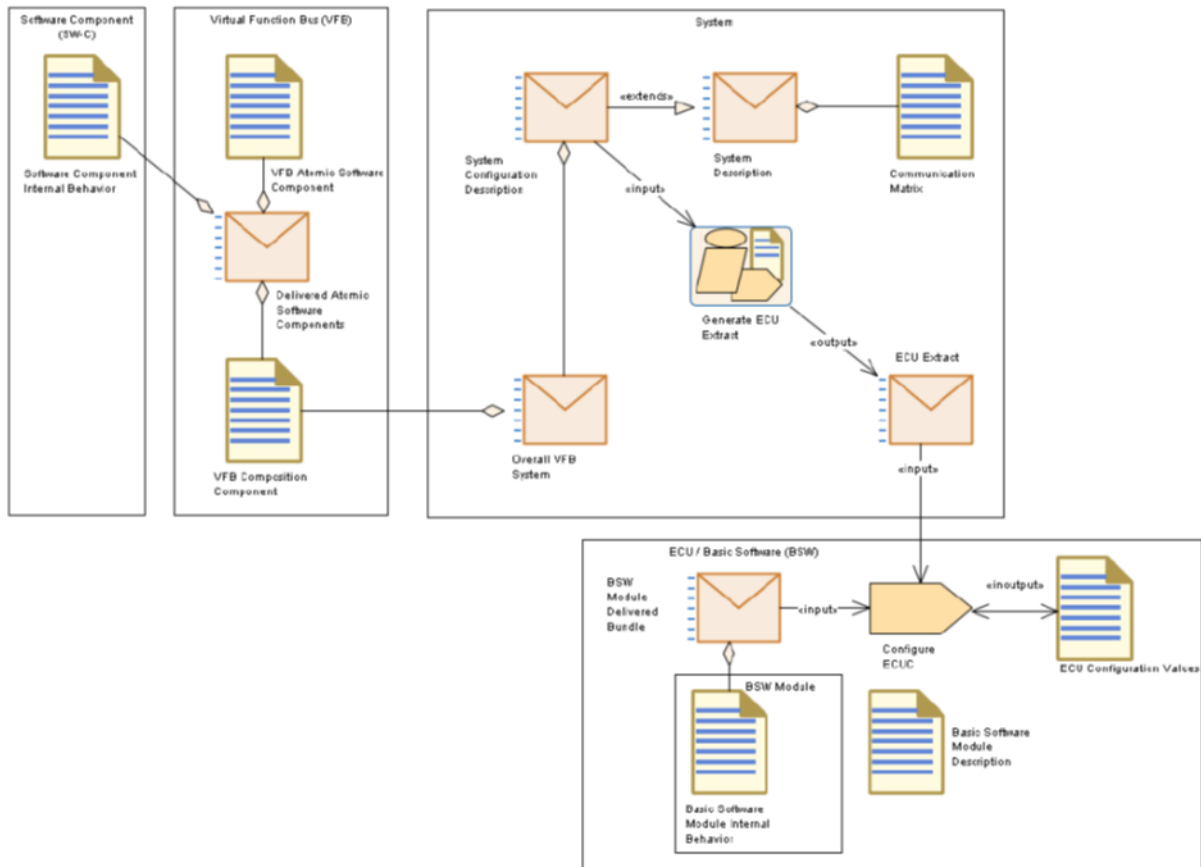 Software Component
(SW-C)
Software Component
Internal Behavior
Virtual Function Bus (VFB)
VFB Atomic Software
Component
Delivered Atomic
Software
Components
VFB Composition
Component
System
«extends»
System
Configuration
Description
System
Description
Communication
Matrix
«input»
Generate ECU
Extract
«output»
ECU Extract
Overall VFB
System
«input»
ECU / Basic Software (BSW)
BSW
Module
Delivered
Bundle
«input»
«inoutput»
Configure
ECUC
ECU Configuration Values
BSW Module
Basic Software
Module Internal
Behavior
Basic Software
Module
Description